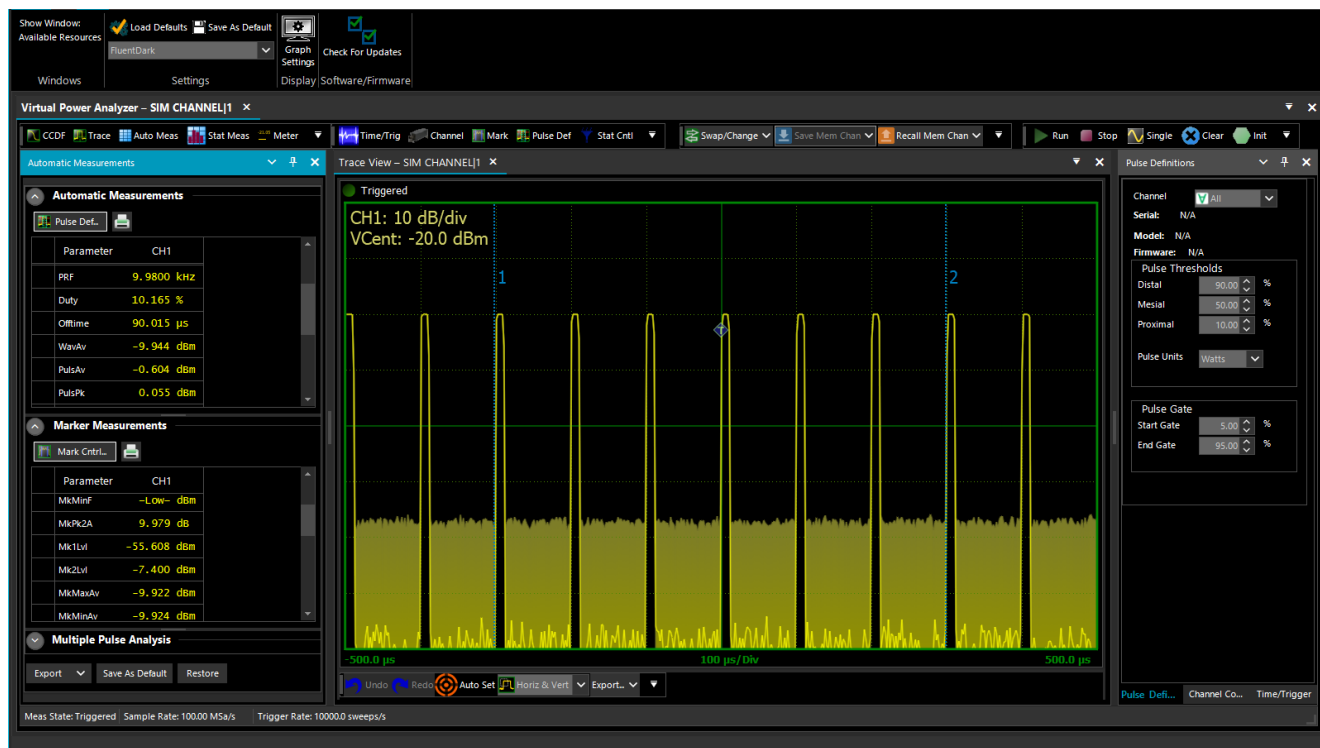 Show Window:
Available Resources
Load Defaults Save As Default
FluentDark
Graph Settings
Check For Updates
Windows Settings Display Software/Firmware
Virtual Power Analyzer – SIM CHANNEL|1
CCDF Trace Auto Meas Stat Meas Meter
Time/Trig Channel Mark Pulse Def Stat Cntl
Swap/Change Save Mem Chan Recall Mem Chan
Run Stop Single Clear Init
Automatic Measurements
Automatic Measurements
Pulse Def...
Parameter CH1
PRF 9.9800 kHz
Duty 10.165 %
Offtime 90.015 µs
WavAv -9.944 dBm
PulsAv -0.604 dBm
PulsPk 0.055 dBm
Marker Measurements
Mark Cntrl...
Parameter CH1
MkMinF -Low- dBm
MkPk2A 9.979 dB
Mk1Lvl -55.608 dBm
Mk2Lvl -7.400 dBm
MkMaxAv -9.922 dBm
MkMinAv -9.924 dBm
Multiple Pulse Analysis
Export Save As Default Restore
Trace View – SIM CHANNEL|1
Triggered
CH1: 10 dB/div
VCent: -20.0 dBm
1
2
T
-500.0 µs 100 µs/Div 500.0 µs
Undo Redo Auto Set Horiz & Vert Export...
Pulse Definitions
Channel All
Serial: N/A
Model: N/A
Firmware: N/A
Pulse Thresholds
Distal 90.00 %
Mesial 50.00 %
Proximal 10.00 %
Pulse Units Watts
Pulse Gate
Start Gate 5.00 %
End Gate 95.00 %
Pulse Defi... Channel Co... Time/Trigger
Meas State: Triggered Sample Rate: 100.00 MSa/s Trigger Rate: 10000.0 sweeps/s